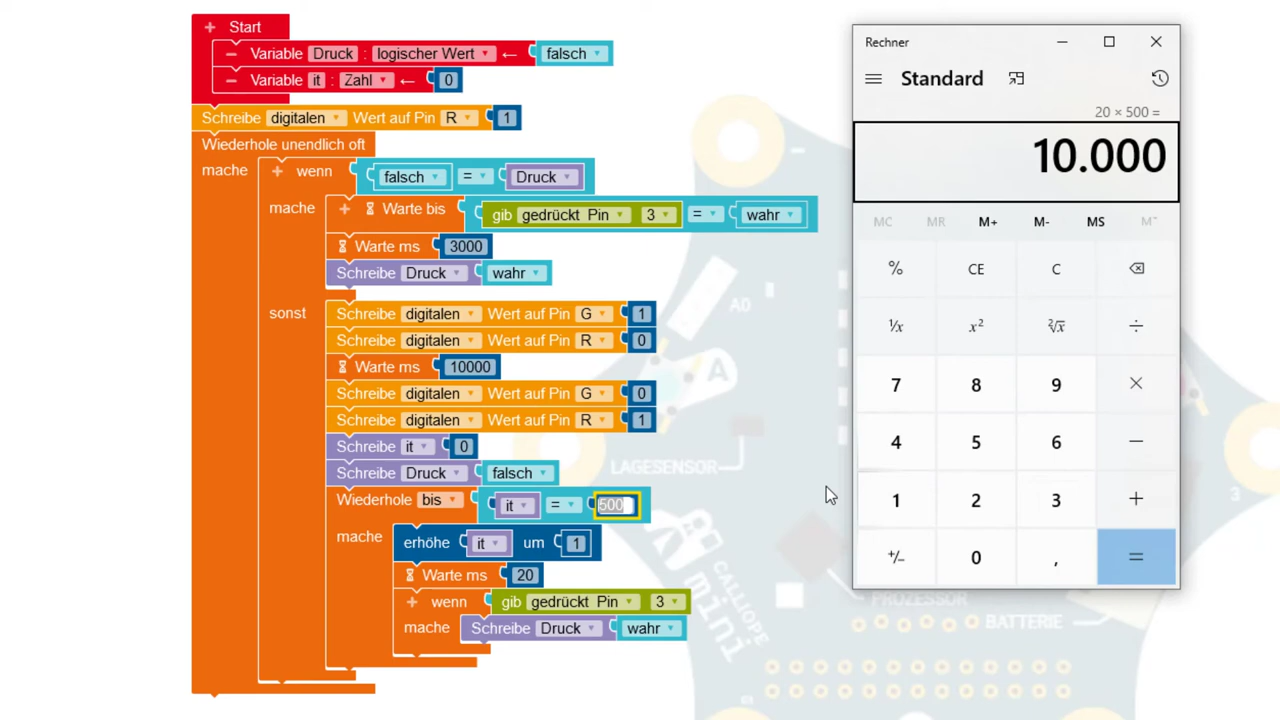 + Start
− Variable Druck : logischer Wert ← falsch
− Variable it : Zahl ← 0
Schreibe digitalen Wert auf Pin R 1
Wiederhole unendlich oft
mache + wenn falsch = Druck
mache + Warte bis gib gedrückt Pin 3 = wahr
Warte ms 3000
Schreibe Druck wahr
sonst Schreibe digitalen Wert auf Pin G 1
Schreibe digitalen Wert auf Pin R 0
Warte ms 10000
Schreibe digitalen Wert auf Pin G 0
Schreibe digitalen Wert auf Pin R 1
Schreibe it 0
Schreibe Druck falsch
Wiederhole bis it = 500
mache erhöhe it um 1
Warte ms 20
+ wenn gib gedrückt Pin 3
mache Schreibe Druck wahr
A0
A
LAGESENSOR
CALLIOPE
mini
PROZESSOR
BATTERIE
3
Rechner
Standard
20 × 500 =
10.000
MC MR M+ M- MS M˅
% CE C
¹/x x² ²√x ÷
7 8 9 ×
4 5 6 −
1 2 3 +
+/− 0 , =